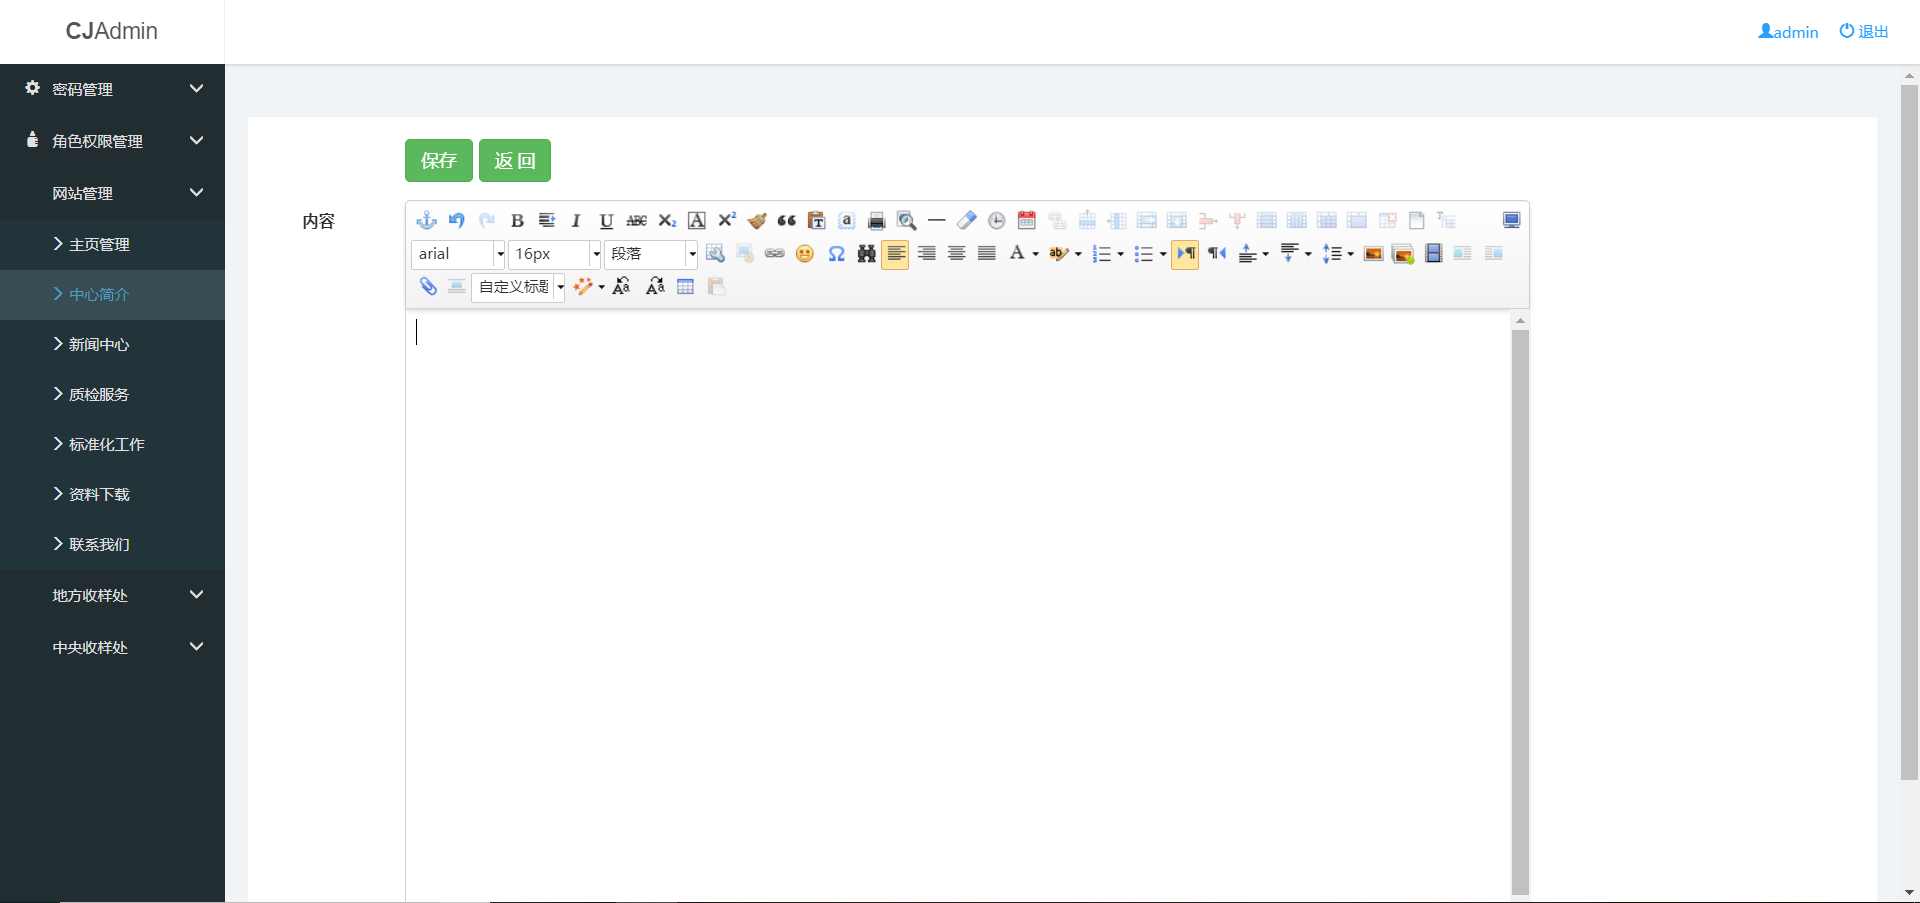 CJAdmin
admin 退出
密码管理
角色权限管理
网站管理
主页管理
中心简介
新闻中心
质检服务
标准化工作
资料下载
联系我们
地方收样处
中央收样处
保存 返 回
内容
arial 16px 段落
自定义标题